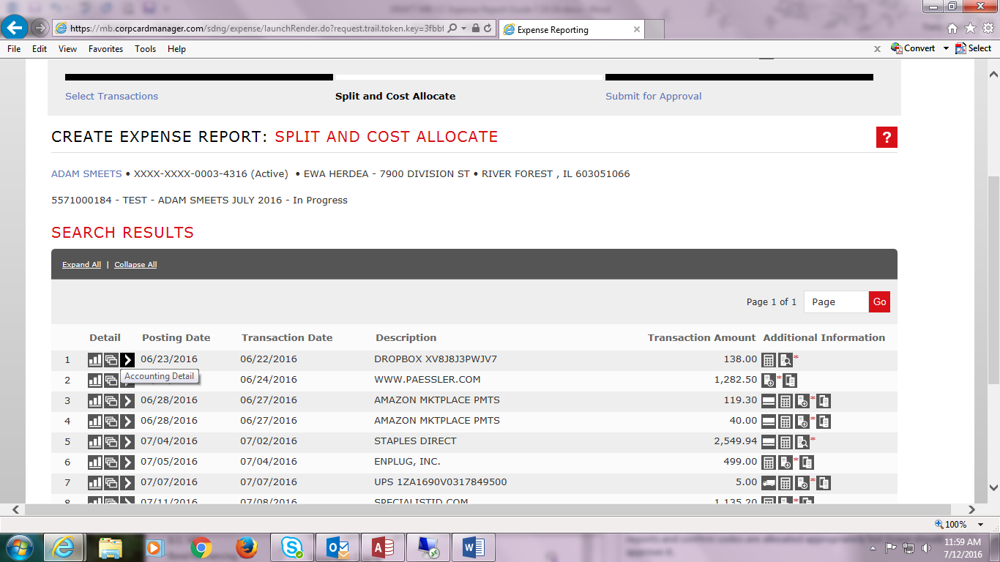 https://mb.corpcardmanager.com/sdng/expense/launchRender.do?request.trail.token.key=3fbbf
Expense Reporting
File Edit View Favorites Tools Help
Convert Select
Select Transactions Split and Cost Allocate Submit for Approval
CREATE EXPENSE REPORT: SPLIT AND COST ALLOCATE ?
ADAM SMEETS • XXXX-XXXX-0003-4316 (Active) • EWA HERDEA - 7900 DIVISION ST • RIVER FOREST , IL 603051066
5571000184 - TEST - ADAM SMEETS JULY 2016 - In Progress
SEARCH RESULTS
Expand All | Collapse All
Page 1 of 1 Page Go
Detail Posting Date Transaction Date Description Transaction Amount Additional Information
1 06/23/2016 06/22/2016 DROPBOX XV8J8J3PWJV7 138.00 *
Accounting Detail
2 06/24/2016 WWW.PAESSLER.COM 1,282.50 *
3 06/28/2016 06/27/2016 AMAZON MKTPLACE PMTS 119.30 *
4 06/28/2016 06/27/2016 AMAZON MKTPLACE PMTS 40.00 *
5 07/04/2016 07/02/2016 STAPLES DIRECT 2,549.94 *
6 07/05/2016 07/04/2016 ENPLUG, INC. 499.00 *
7 07/07/2016 07/07/2016 UPS 1ZA1690V0317849500 5.00 *
8 07/11/2016 07/08/2016 SPECIALISTID.COM 1,135.20 *
100%
11:59 AM
7/12/2016